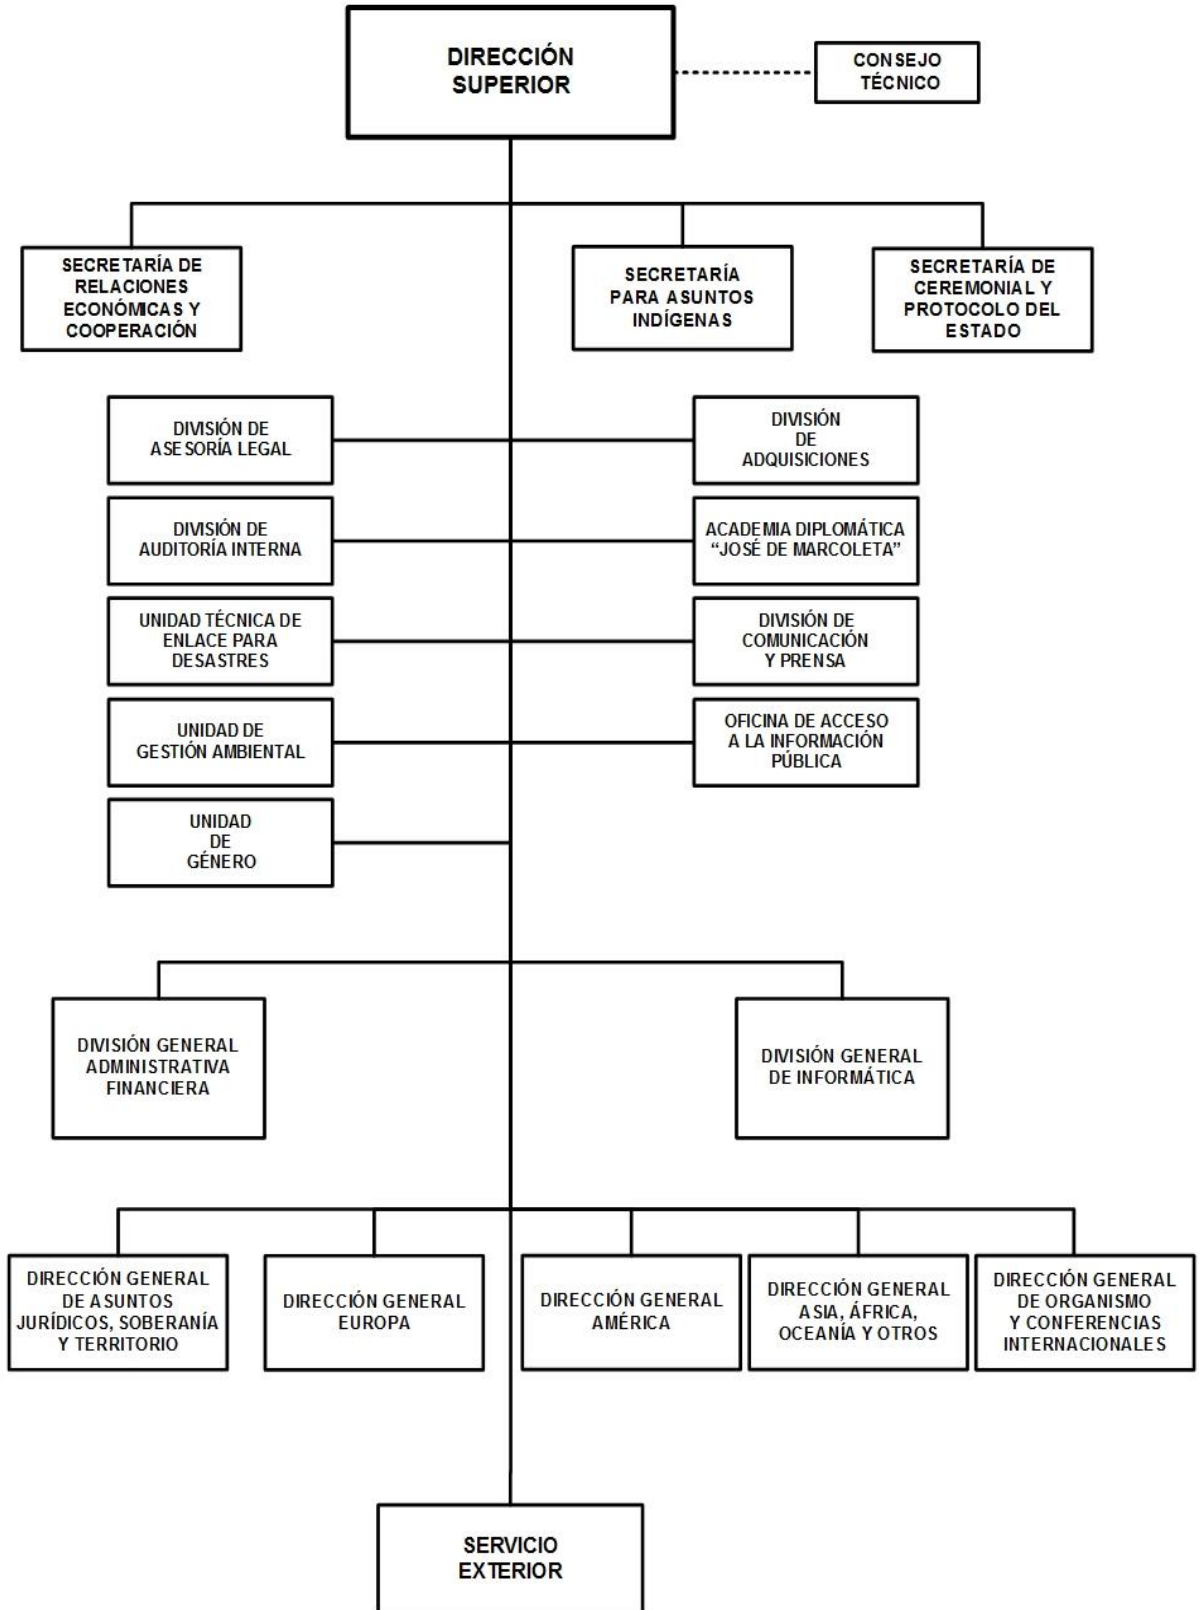 DIRECCIÓN
SUPERIOR
CONSEJO
TÉCNICO
SECRETARÍA DE
RELACIONES
ECONÓMICAS Y
COOPERACIÓN
SECRETARÍA
PARA ASUNTOS
INDÍGENAS
SECRETARÍA DE
CEREMONIAL Y
PROTOCOLO DEL
ESTADO
DIVISIÓN DE
ASESORÍA LEGAL
DIVISIÓN
DE
ADQUISICIONES
DIVISIÓN DE
AUDITORÍA INTERNA
ACADEMIA DIPLOMÁTICA
“JOSÉ DE MARCOLETA”
UNIDAD TÉCNICA DE
ENLACE PARA
DESASTRES
DIVISIÓN DE
COMUNICACIÓN
Y PRENSA
UNIDAD DE
GESTIÓN AMBIENTAL
OFICINA DE ACCESO
A LA INFORMACIÓN
PÚBLICA
UNIDAD
DE
GÉNERO
DIVISIÓN GENERAL
ADMINISTRATIVA
FINANCIERA
DIVISIÓN GENERAL
DE INFORMÁTICA
DIRECCIÓN GENERAL
DE ASUNTOS
JURÍDICOS, SOBERANÍA
Y TERRITORIO
DIRECCIÓN GENERAL
EUROPA
DIRECCIÓN GENERAL
AMÉRICA
DIRECCIÓN GENERAL
ASIA, ÁFRICA,
OCEANÍA Y OTROS
DIRECCIÓN GENERAL
DE ORGANISMO
Y CONFERENCIAS
INTERNACIONALES
SERVICIO
EXTERIOR